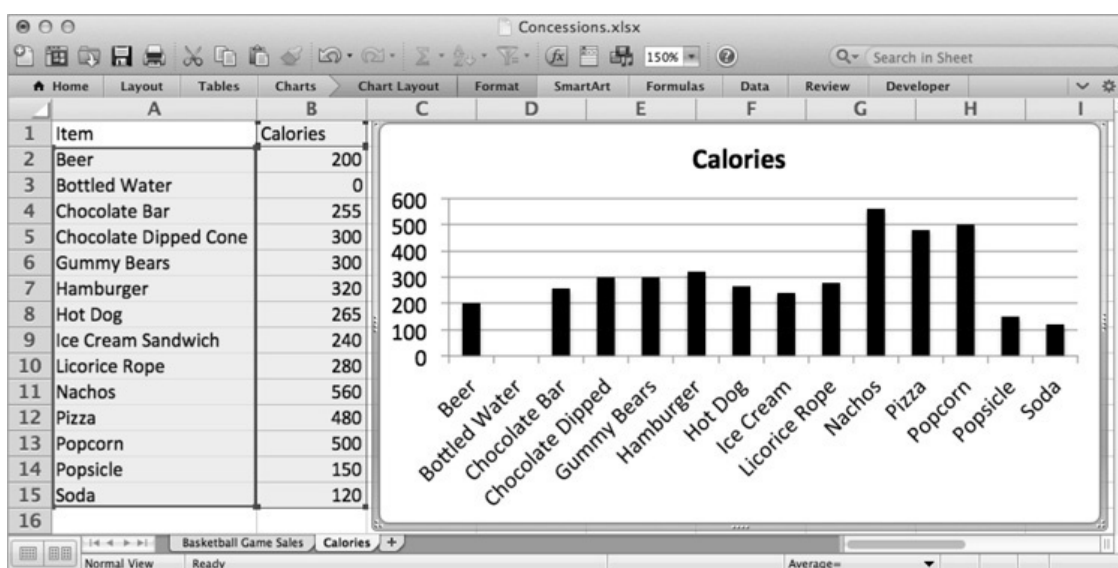 Concessions.xlsx
150%
Search in Sheet
Home Layout Tables Charts Chart Layout Format SmartArt Formulas Data Review Developer
A B C D E F G H I
1 Item Calories
2 Beer 200
3 Bottled Water 0
4 Chocolate Bar 255
5 Chocolate Dipped Cone 300
6 Gummy Bears 300
7 Hamburger 320
8 Hot Dog 265
9 Ice Cream Sandwich 240
10 Licorice Rope 280
11 Nachos 560
12 Pizza 480
13 Popcorn 500
14 Popsicle 150
15 Soda 120
16
Calories
600
500
400
300
200
100
0
Beer
Bottled Water
Chocolate Bar
Chocolate Dipped
Gummy Bears
Hamburger
Hot Dog
Ice Cream
Licorice Rope
Nachos
Pizza
Popcorn
Popsicle
Soda
Basketball Game Sales Calories +
Normal View Ready Average=